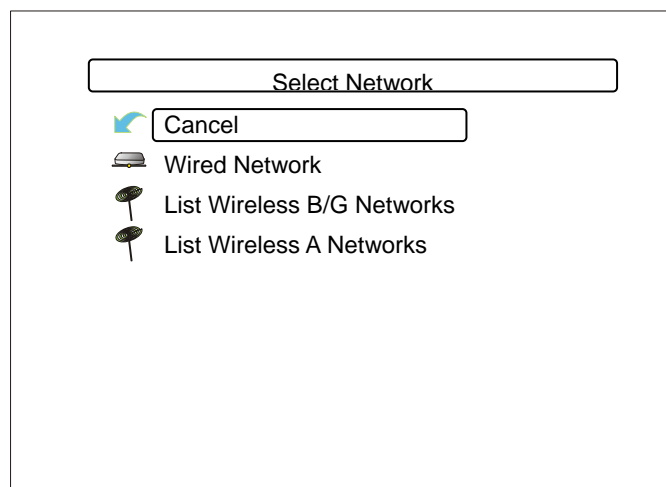 Select Network
Cancel
Wired Network
List Wireless B/G Networks
List Wireless A Networks